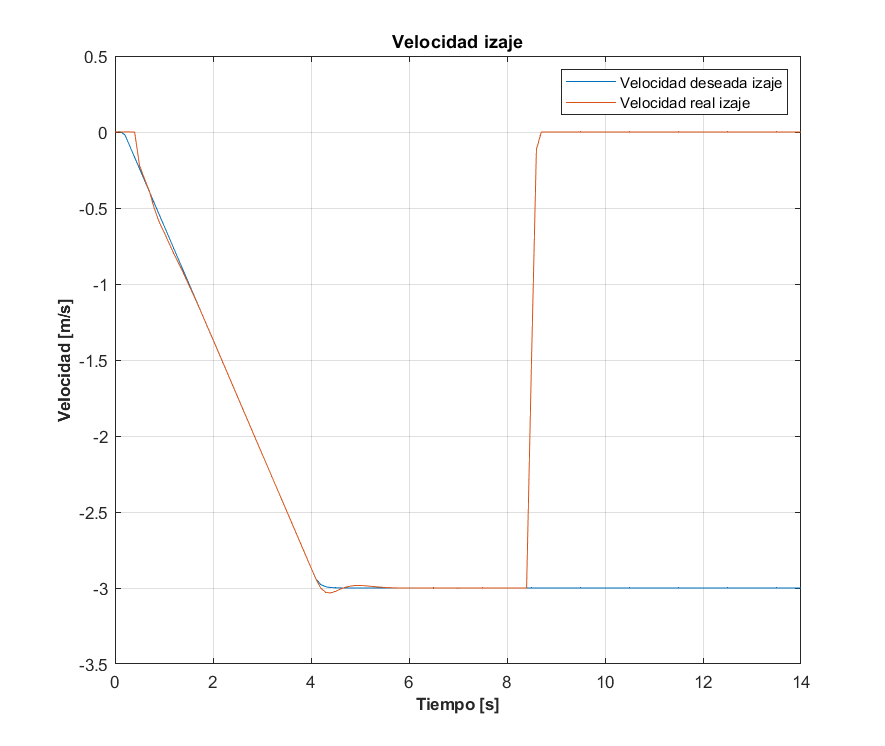 Velocidad izaje
Velocidad deseada izaje
Velocidad real izaje
0.5
0
-0.5
-1
-1.5
-2
-2.5
-3
-3.5
Velocidad [m/s]
0 2 4 6 8 10 12 14
Tiempo [s]